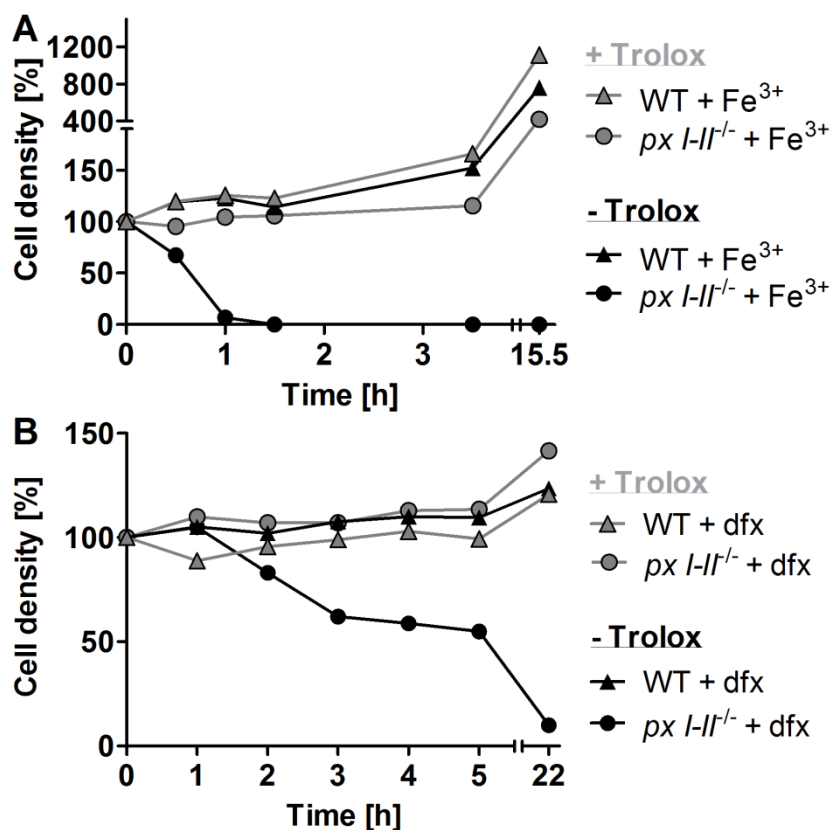 A
Cell density [%]
1200
800
400
150
100
50
0
0 1 2 3 15.5
Time [h]
+ Trolox
WT + Fe³⁺
px I-II⁻/⁻ + Fe³⁺
- Trolox
WT + Fe³⁺
px I-II⁻/⁻ + Fe³⁺
B
Cell density [%]
150
100
50
0
0 1 2 3 4 5 22
Time [h]
+ Trolox
WT + dfx
px I-II⁻/⁻ + dfx
- Trolox
WT + dfx
px I-II⁻/⁻ + dfx